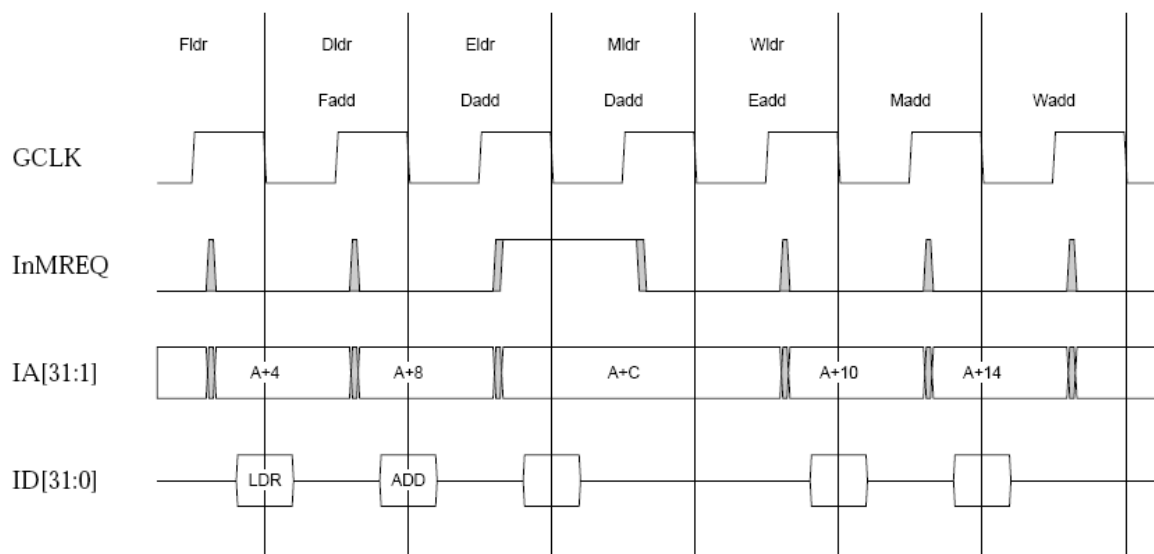 Fldr Dldr Eldr Mldr Wldr
Fadd Dadd Dadd Eadd Madd Wadd
GCLK
InMREQ
IA[31:1] A+4 A+8 A+C A+10 A+14
ID[31:0] LDR ADD